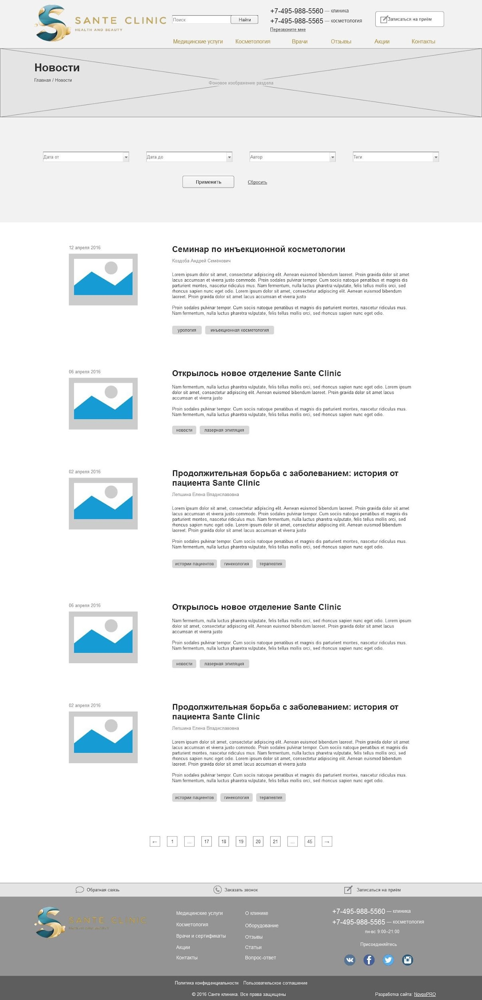 SANTE CLINIC
HEALTH AND BEAUTY
Поиск
Найти
+7-495-988-5560 — клиника
+7-495-988-5565 — косметология
Перезвоните мне
Записаться на приём
Медицинские услуги Косметология Врачи Отзывы Акции Контакты
Новости
Главная / Новости
Фоновое изображение раздела
Дата от
Дата до
Автор
Теги
Применить
Сбросить
12 апреля 2016
Семинар по инъекционной косметологии
Коздоба Андрей Семёнович
Lorem ipsum dolor sit amet, consectetur adipiscing elit. Aenean euismod bibendum laoreet. Proin gravida dolor sit amet
lacus accumsan et viverra justo commodo. Proin sodales pulvinar tempor. Cum sociis natoque penatibus et magnis dis
parturient montes, nascetur ridiculus mus. Nam fermentum, nulla luctus pharetra vulputate, felis tellus mollis orci, sed
rhoncus sapien nunc eget odio. Lorem ipsum dolor sit amet, consectetur adipiscing elit. Aenean euismod bibendum
laoreet. Proin gravida dolor sit amet lacus accumsan et viverra justo
Proin sodales pulvinar tempor. Cum sociis natoque penatibus et magnis dis parturient montes, nascetur ridiculus mus.
Nam fermentum, nulla luctus pharetra vulputate, felis tellus mollis orci, sed rhoncus sapien nunc eget odio.
урология инъекционная косметология
06 апреля 2016
Открылось новое отделение Sante Clinic
Nam fermentum, nulla luctus pharetra vulputate, felis tellus mollis orci, sed rhoncus sapien nunc eget odio. Lorem ipsum
dolor sit amet, consectetur adipiscing elit. Aenean euismod bibendum laoreet. Proin gravida dolor sit amet lacus
accumsan et viverra justo
Proin sodales pulvinar tempor. Cum sociis natoque penatibus et magnis dis parturient montes, nascetur ridiculus mus.
Nam fermentum, nulla luctus pharetra vulputate, felis tellus mollis orci, sed rhoncus sapien nunc eget odio.
новости лазерная эпиляция
02 апреля 2016
Продолжительная борьба с заболеванием: история от
пациента Sante Clinic
Лепшина Елена Владиславовна
Lorem ipsum dolor sit amet, consectetur adipiscing elit. Aenean euismod bibendum laoreet. Proin gravida dolor sit amet
lacus accumsan et viverra justo commodo. Proin sodales pulvinar tempor. Cum sociis natoque penatibus et magnis dis
parturient montes, nascetur ridiculus mus. Nam fermentum, nulla luctus pharetra vulputate, felis tellus mollis orci, sed
rhoncus sapien nunc eget odio. Lorem ipsum dolor sit amet, consectetur adipiscing elit. Aenean euismod bibendum
laoreet. Proin gravida dolor sit amet lacus accumsan et viverra justo
Proin sodales pulvinar tempor. Cum sociis natoque penatibus et magnis dis parturient montes, nascetur ridiculus mus.
Nam fermentum, nulla luctus pharetra vulputate, felis tellus mollis orci, sed rhoncus sapien nunc eget odio.
истории пациентов гинекология терапевтия
06 апреля 2016
Открылось новое отделение Sante Clinic
Nam fermentum, nulla luctus pharetra vulputate, felis tellus mollis orci, sed rhoncus sapien nunc eget odio. Lorem ipsum
dolor sit amet, consectetur adipiscing elit. Aenean euismod bibendum laoreet. Proin gravida dolor sit amet lacus
accumsan et viverra justo
Proin sodales pulvinar tempor. Cum sociis natoque penatibus et magnis dis parturient montes, nascetur ridiculus mus.
Nam fermentum, nulla luctus pharetra vulputate, felis tellus mollis orci, sed rhoncus sapien nunc eget odio.
новости лазерная эпиляция
02 апреля 2016
Продолжительная борьба с заболеванием: история от
пациента Sante Clinic
Лепшина Елена Владиславовна
Lorem ipsum dolor sit amet, consectetur adipiscing elit. Aenean euismod bibendum laoreet. Proin gravida dolor sit amet
lacus accumsan et viverra justo commodo. Proin sodales pulvinar tempor. Cum sociis natoque penatibus et magnis dis
parturient montes, nascetur ridiculus mus. Nam fermentum, nulla luctus pharetra vulputate, felis tellus mollis orci, sed
rhoncus sapien nunc eget odio. Lorem ipsum dolor sit amet, consectetur adipiscing elit. Aenean euismod bibendum
laoreet. Proin gravida dolor sit amet lacus accumsan et viverra justo
Proin sodales pulvinar tempor. Cum sociis natoque penatibus et magnis dis parturient montes, nascetur ridiculus mus.
Nam fermentum, nulla luctus pharetra vulputate, felis tellus mollis orci, sed rhoncus sapien nunc eget odio.
истории пациентов гинекология терапевтия
← 1 ... 17 18 19 20 21 ... 45 →
Обратная связь Заказать звонок Записаться на приём
SANTE CLINIC
Медицинские услуги
Косметология
Врачи и сертификаты
Акции
Контакты
О клинике
Оборудование
Отзывы
Статьи
Вопрос-ответ
+7-495-988-5560 — клиника
+7-495-988-5565 — косметология
пн-вс 9:00–21:00
Присоединяйтесь
Политика конфиденциальности Пользовательское соглашение
© 2016 Санте клиника. Все права защищены
Разработка сайта: NovoxPRO